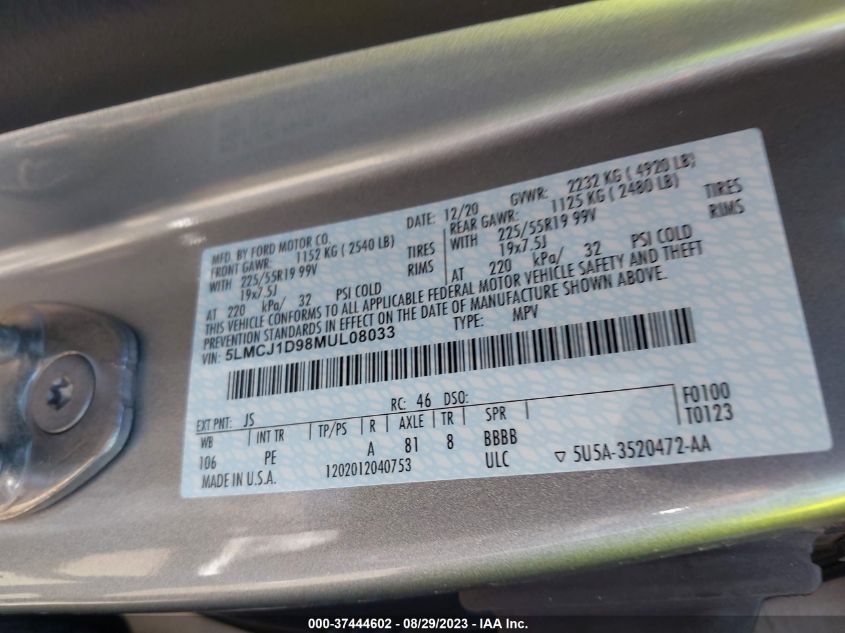 MFD. BY FORD MOTOR CO. DATE: 12/20 GVWR: 2232 KG ( 4920 LB)
FRONT GAWR: 1152 KG ( 2540 LB) REAR GAWR: 1125 KG ( 2480 LB)
WITH 225/55R19 99V TIRES WITH 225/55R19 99V TIRES
19x7.5J RIMS 19x7.5J RIMS
AT 220 kPa/ 32 PSI COLD AT 220 kPa/ 32 PSI COLD
THIS VEHICLE CONFORMS TO ALL APPLICABLE FEDERAL MOTOR VEHICLE SAFETY AND THEFT
PREVENTION STANDARDS IN EFFECT ON THE DATE OF MANUFACTURE SHOWN ABOVE.
VIN: 5LMCJ1D98MUL08033 TYPE: MPV
EXT PNT: JS RC: 46 DSO: F0100
WB INT TR TP/PS R AXLE TR SPR T0123
106 PE A 81 8 BBBB
MADE IN U.S.A. 1202012040753 ULC ▽ 5U5A-3520472-AA
000-37444602 - 08/29/2023 - IAA Inc.